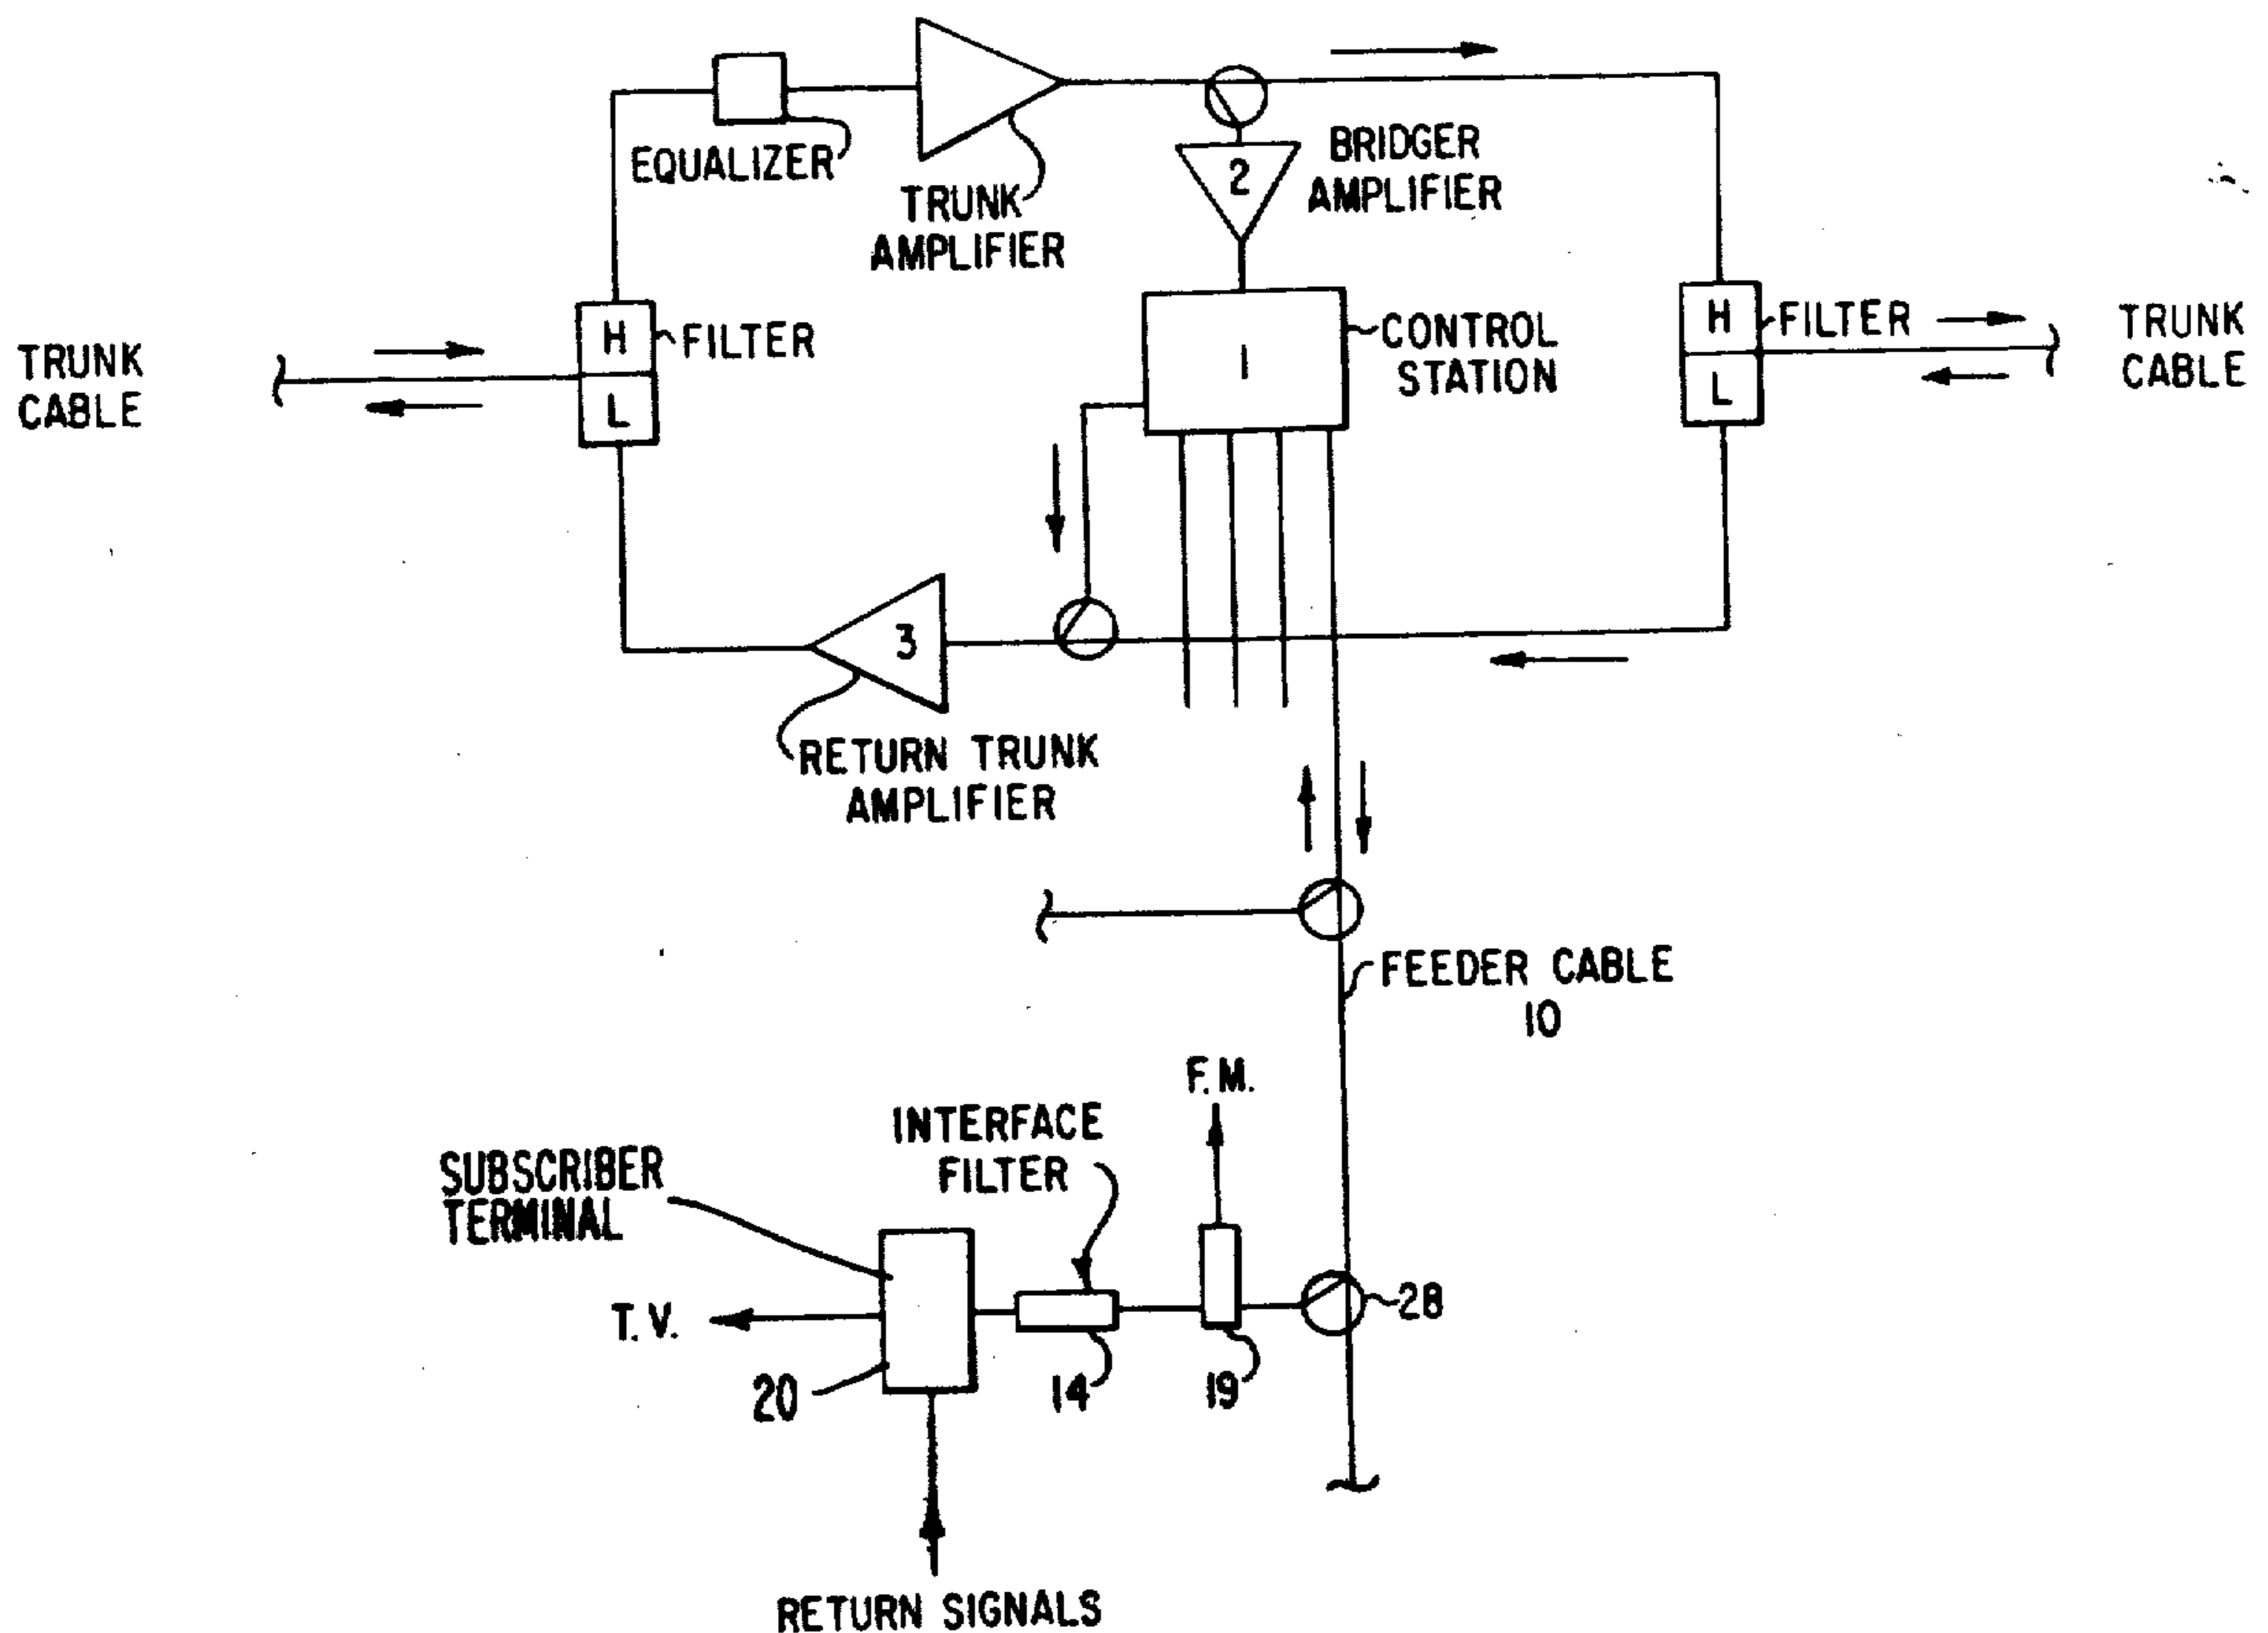 EQUALIZER
TRUNK
AMPLIFIER
2
BRIDGER
AMPLIFIER
TRUNK
CABLE
H
L
FILTER
1
CONTROL
STATION
H
L
FILTER
TRUNK
CABLE
3
RETURN TRUNK
AMPLIFIER
FEEDER CABLE
10
F.M.
INTERFACE
FILTER
SUBSCRIBER
TERMINAL
T.V.
20
14
19
28
RETURN SIGNALS